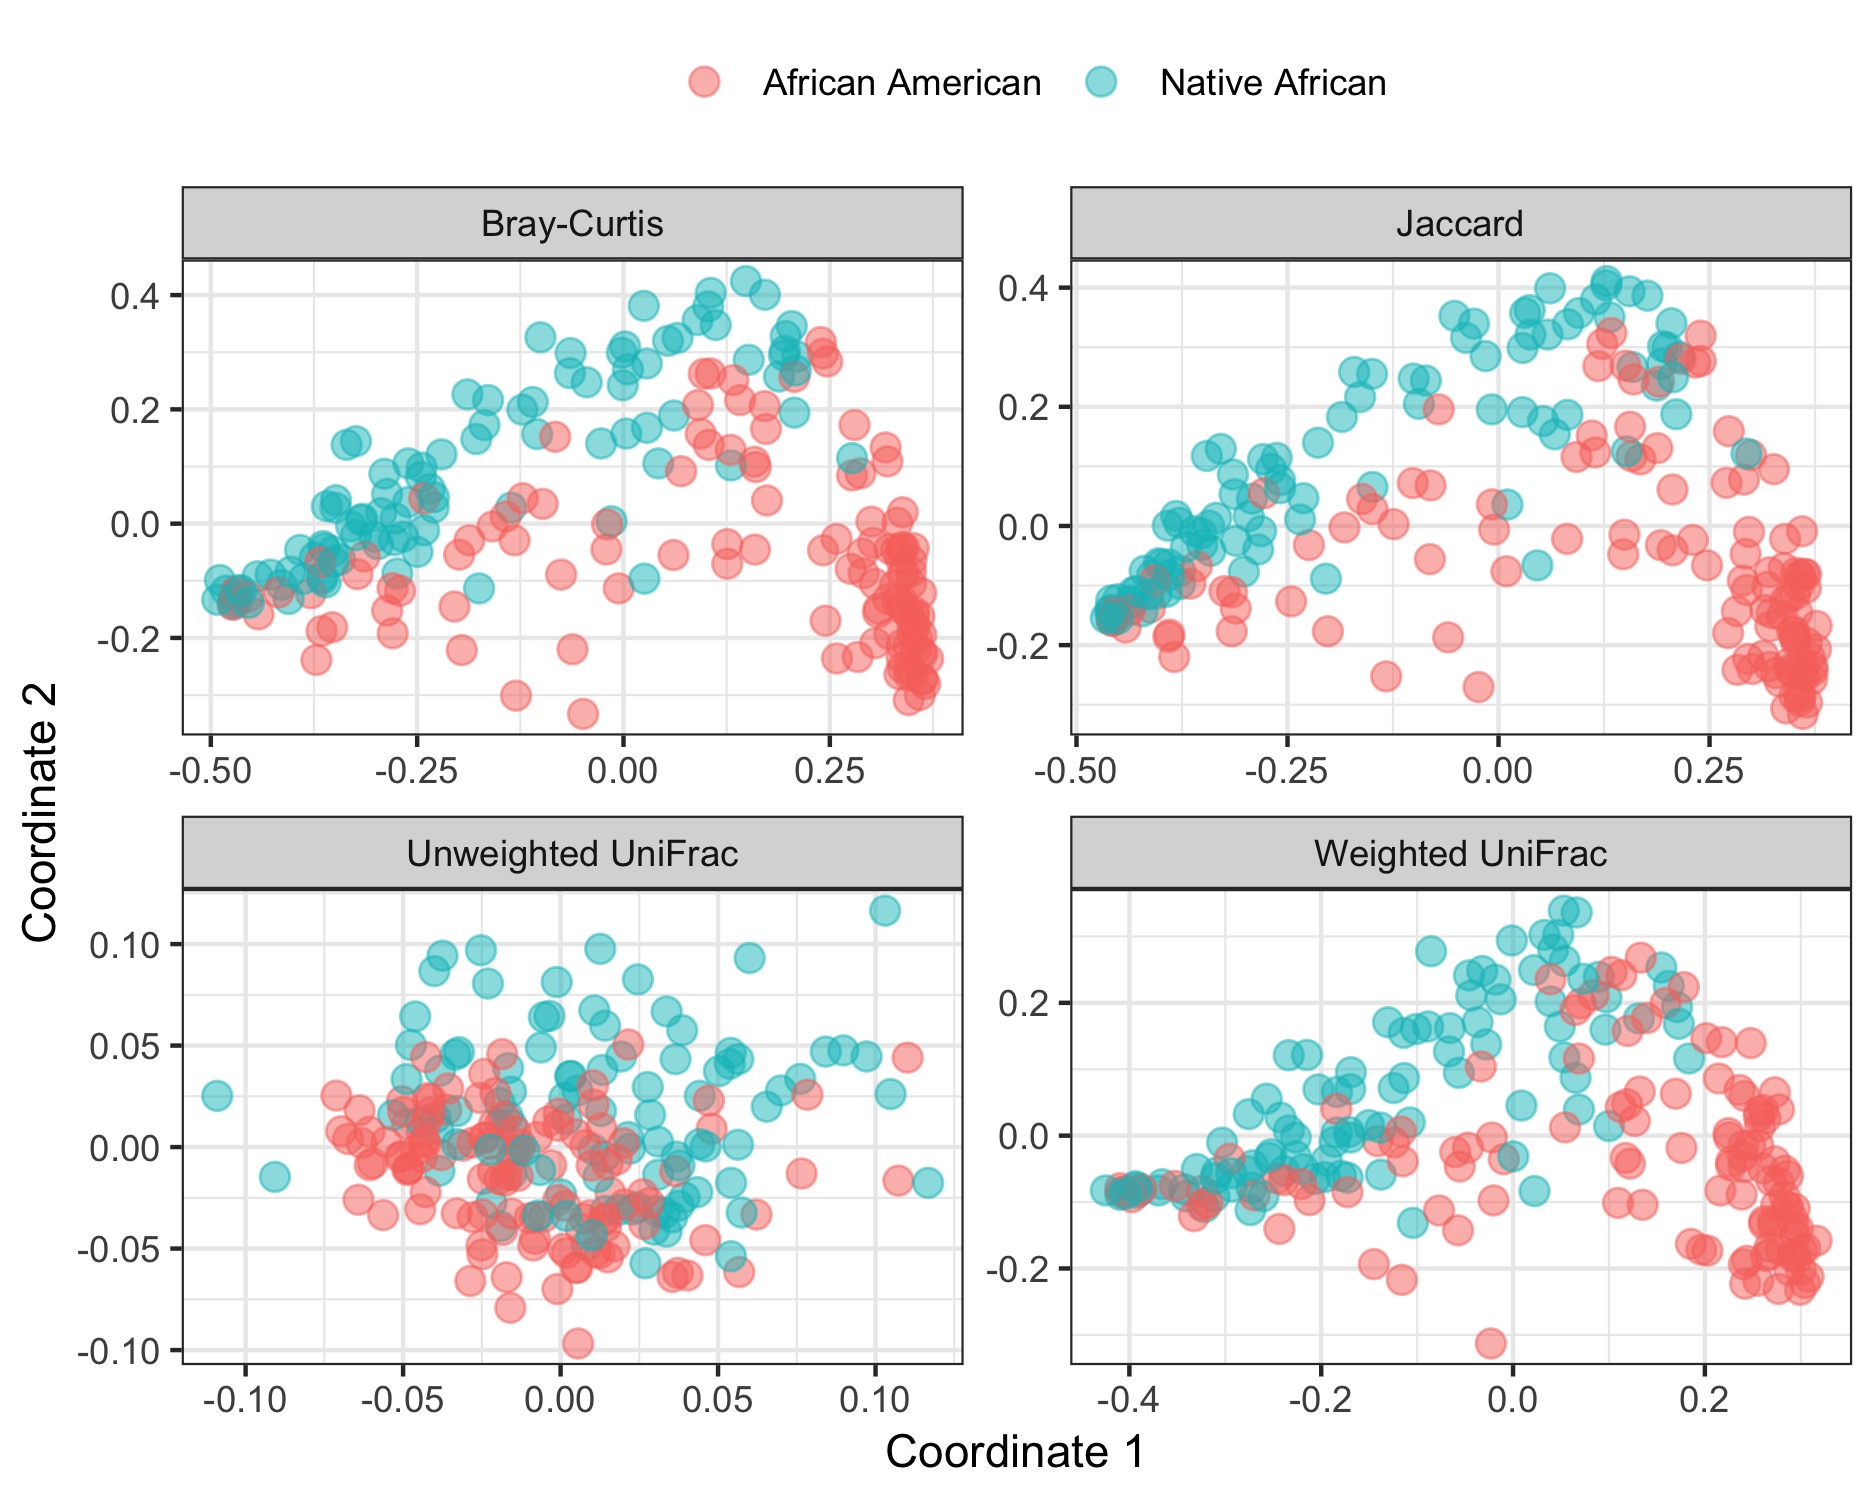 African American Native African
Bray-Curtis
Jaccard
0.4
0.2
0.0
-0.2
-0.50 -0.25 0.00 0.25
0.4
0.2
0.0
-0.2
-0.50 -0.25 0.00 0.25
Coordinate 2
Unweighted UniFrac
Weighted UniFrac
0.10
0.05
0.00
-0.05
-0.10
-0.10 -0.05 0.00 0.05 0.10
0.2
0.0
-0.2
-0.4 -0.2 0.0 0.2
Coordinate 1